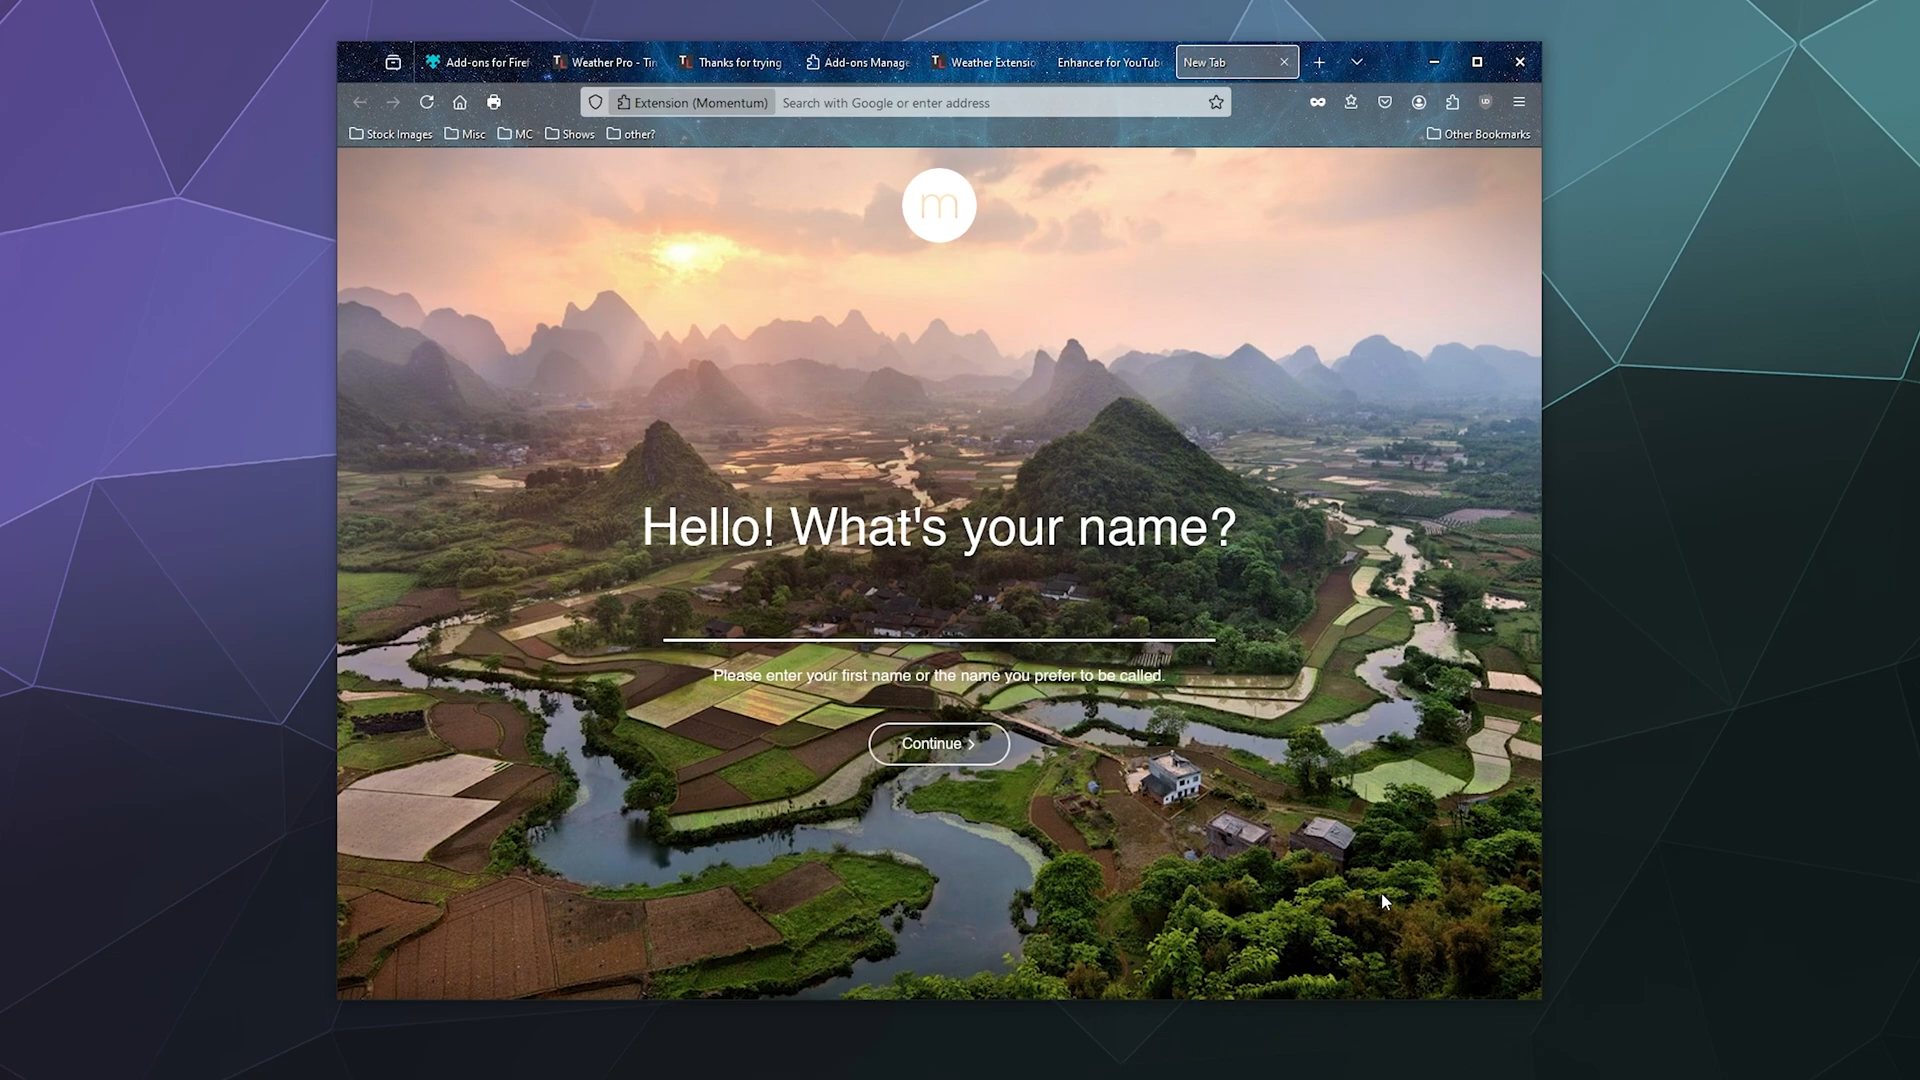 Add-ons for Firef
Weather Pro - Tin
Thanks for trying
Add-ons Manage
Weather Extensio
Enhancer for YouTub
New Tab
Extension (Momentum)
Search with Google or enter address
Stock Images
Misc
MC
Shows
other?
Other Bookmarks
m
Hello! What's your name?
Please enter your first name or the name you prefer to be called.
Continue